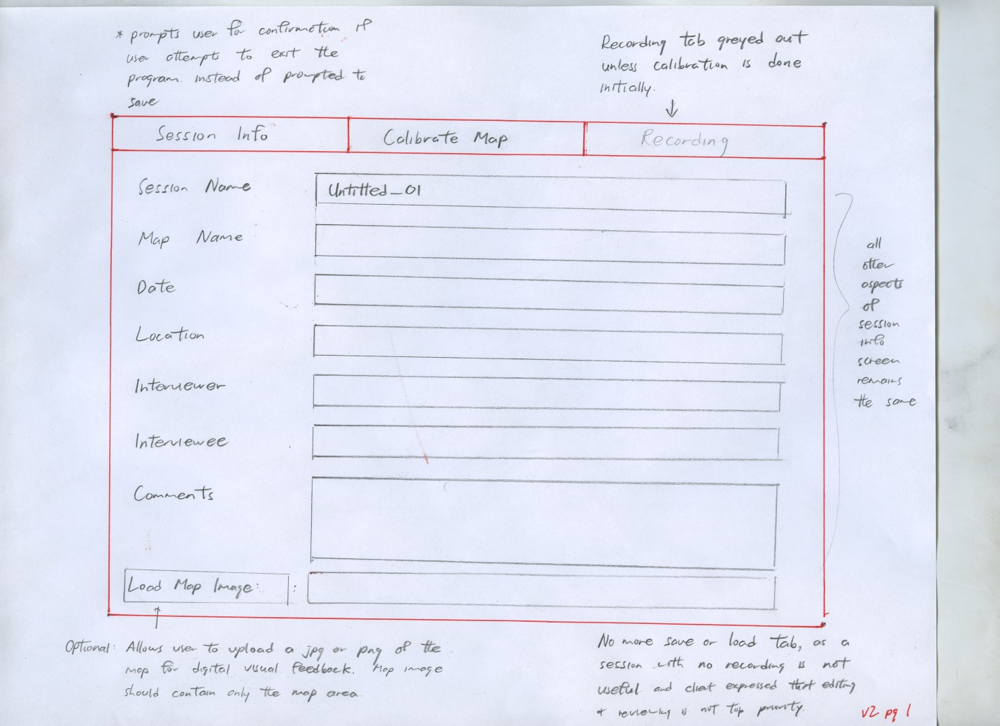 * prompts user for confirmation if
user attempts to exit the
program. instead of prompted to
save
Recording tab greyed out
unless calibration is done
initially.
Session Info
Calibrate Map
Recording
Session Name
Untitled_01
Map Name
Date
Location
Interviewer
Interviewee
Comments
Load Map Image:
:
all
other
aspects
of
session
info
screen
remains
the same
Optional: Allows user to upload a jpg or png of the
map for digital visual feedback. Map image
should contain only the map area
No more save or load tab, as a
session with no recording is not
useful. and client expressed that editing
& reviewing is not top priority.
v2 pg 1